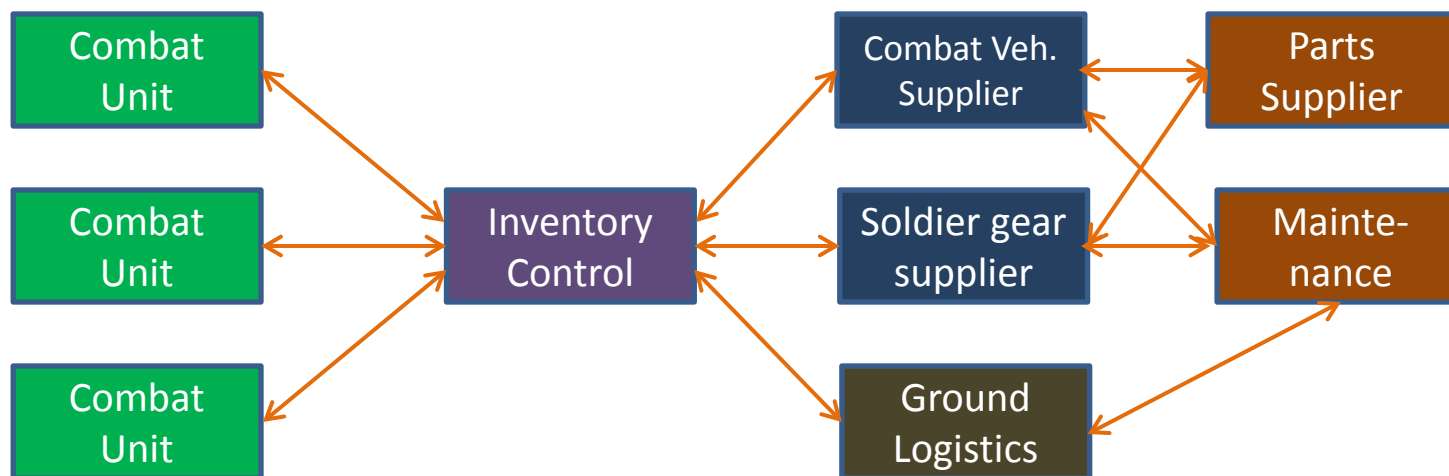 Combat
Unit
Combat Veh.
Supplier
Parts
Supplier
Combat
Unit
Inventory
Control
Soldier gear
supplier
Mainte-
nance
Combat
Unit
Ground
Logistics